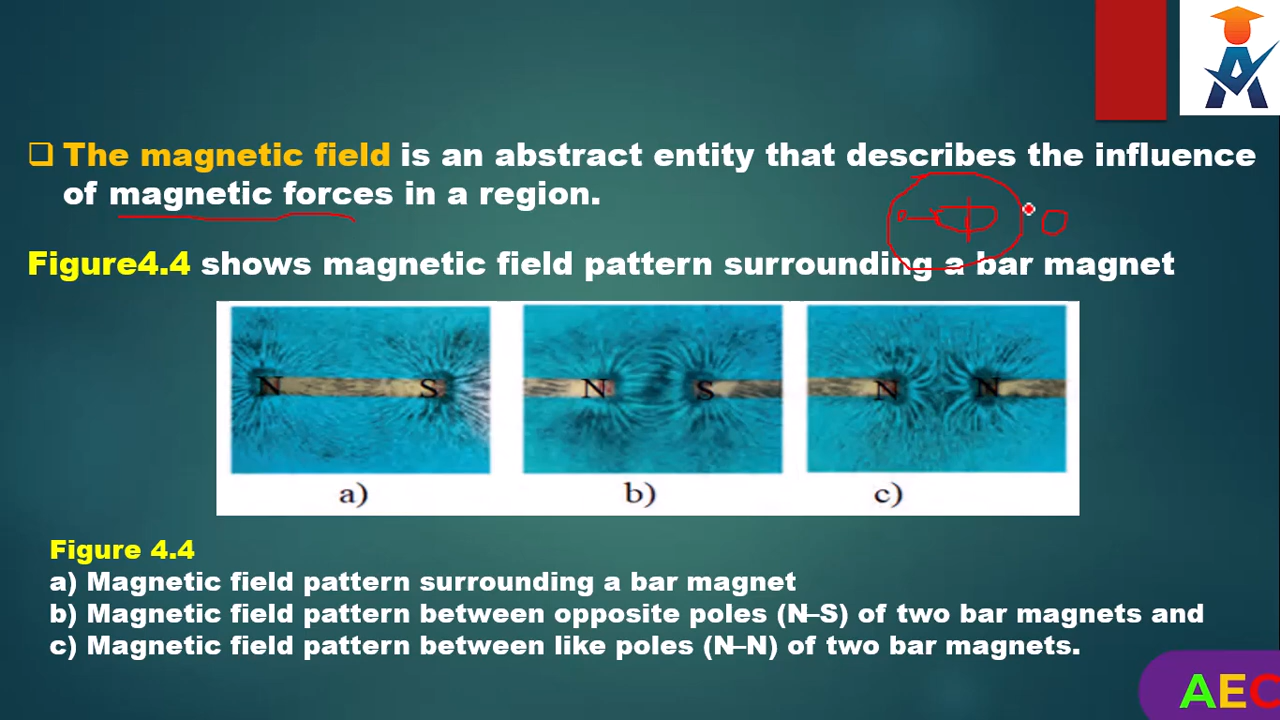 The magnetic field is an abstract entity that describes the influence
of magnetic forces in a region.
Figure4.4 shows magnetic field pattern surrounding a bar magnet
N S N S N N
a) b) c)
Figure 4.4
a) Magnetic field pattern surrounding a bar magnet
b) Magnetic field pattern between opposite poles (N–S) of two bar magnets and
c) Magnetic field pattern between like poles (N–N) of two bar magnets.
AEC